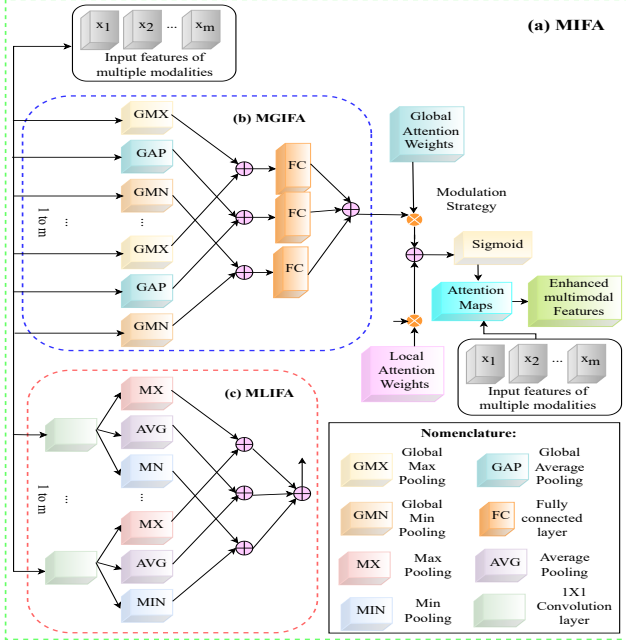 (a) MIFA
x1 x2 ... xm
Input features of
multiple modalities
(b) MGIFA
GMX
GAP
GMN
...
GMX
GAP
GMN
1 to m
...
FC
FC
FC
Global
Attention
Weights
Modulation
Strategy
Sigmoid
Attention
Maps
Enhanced
multimodal
Features
Local
Attention
Weights
x1 x2 ... xm
Input features of
multiple modalities
(c) MLIFA
MX
AVG
MN
...
MX
AVG
MIN
1 to m
...
Nomenclature:
GMX
Global
Max
Pooling
GAP
Global
Average
Pooling
GMN
Global
Min
Pooling
FC
Fully
connected
layer
MX
Max
Pooling
AVG
Average
Pooling
MIN
Min
Pooling
1X1
Convolution
layer